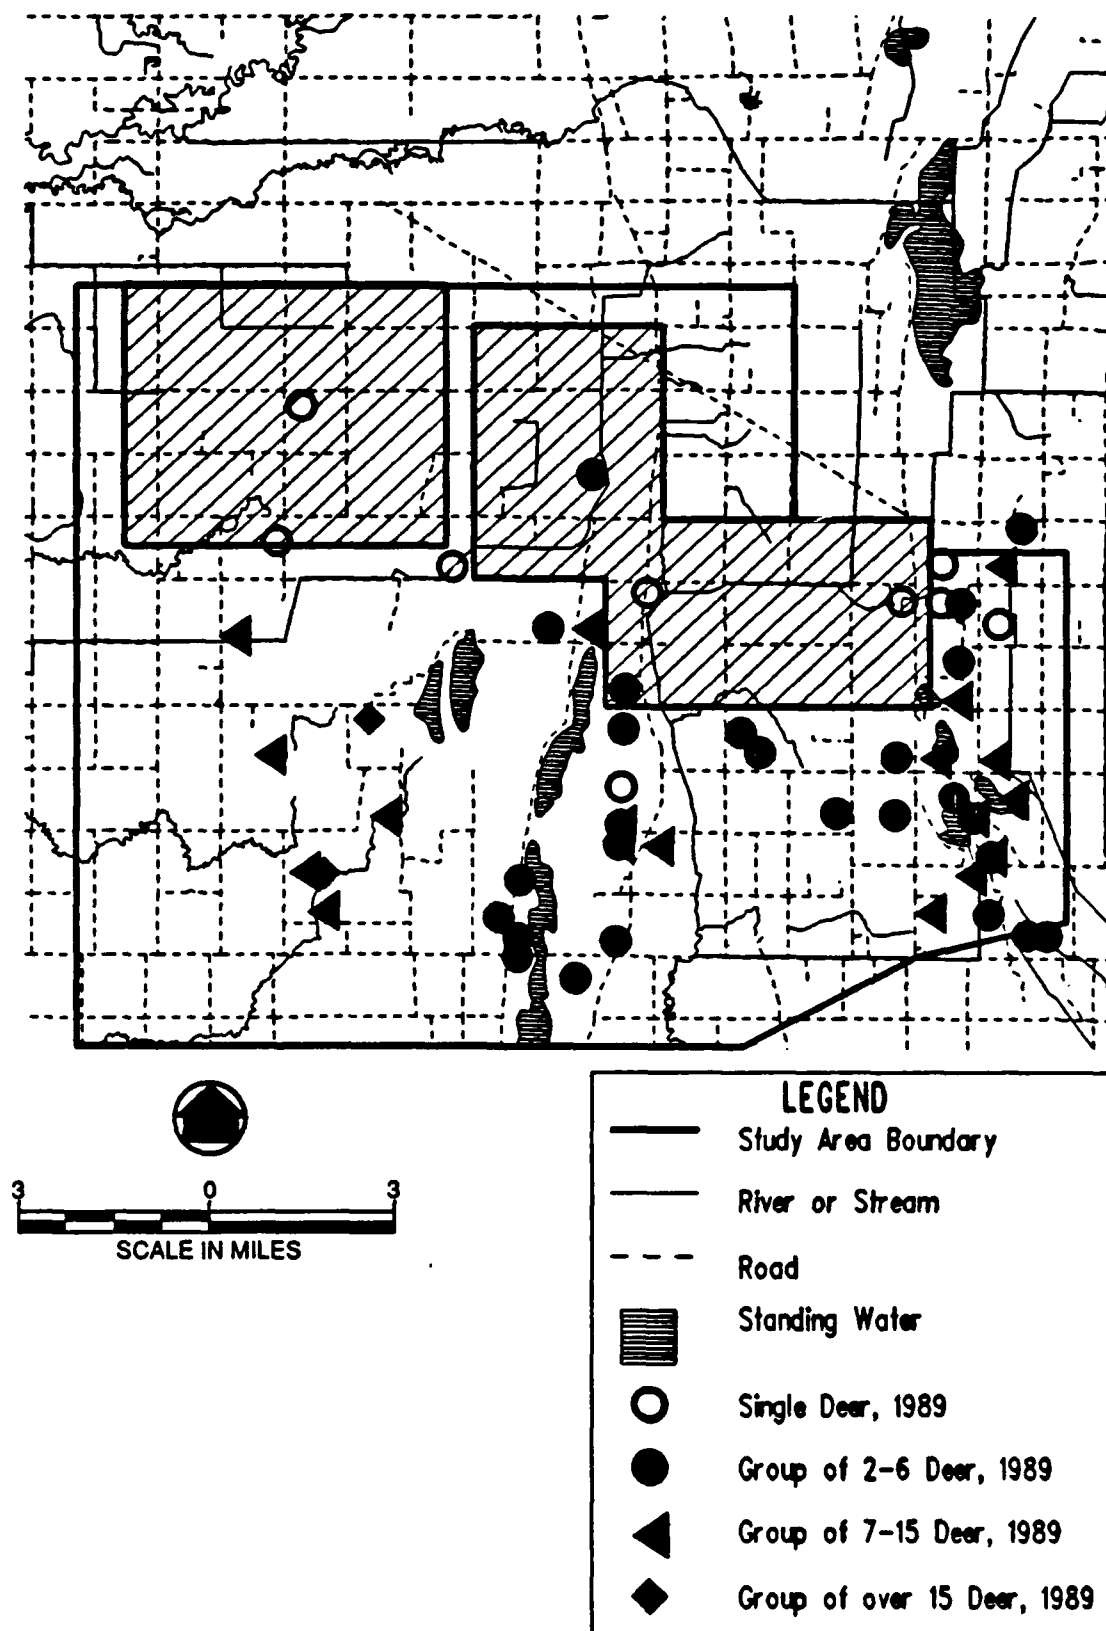 3 0 3
SCALE IN MILES
LEGEND
Study Area Boundary
River or Stream
Road
Standing Water
Single Deer, 1989
Group of 2-6 Deer, 1989
Group of 7-15 Deer, 1989
Group of over 15 Deer, 1989